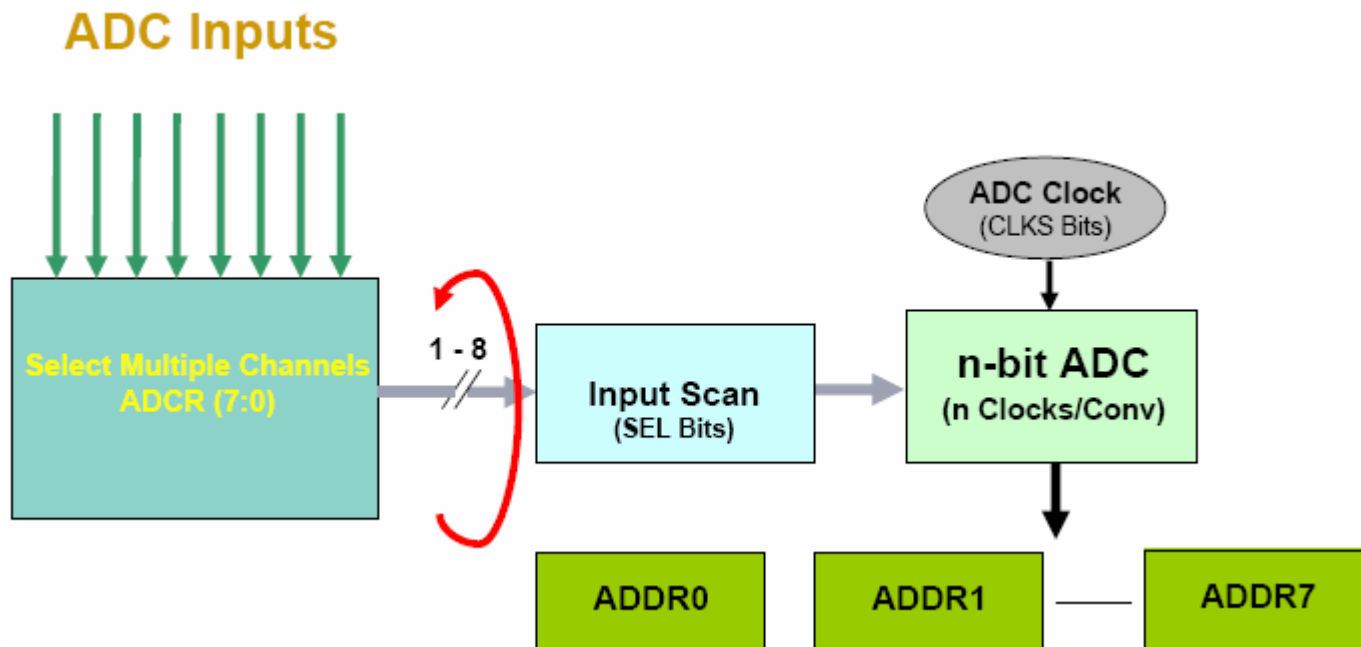 ADC Inputs
ADC Clock
(CLKS Bits)
Select Multiple Channels
ADCR (7:0)
1 - 8
Input Scan
(SEL Bits)
n-bit ADC
(n Clocks/Conv)
ADDR0
ADDR1
ADDR7